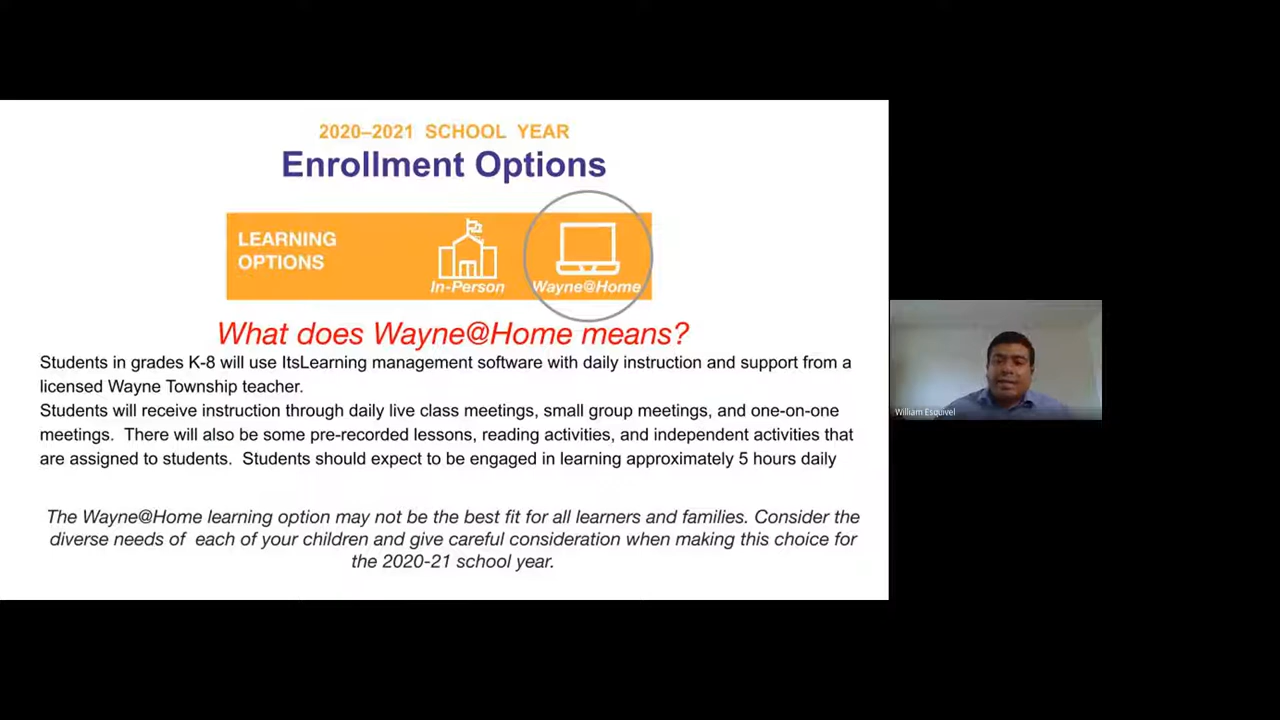 2020–2021 SCHOOL YEAR
Enrollment Options
LEARNING
OPTIONS
In-Person
Wayne@Home
What does Wayne@Home means?
Students in grades K-8 will use ItsLearning management software with daily instruction and support from a
licensed Wayne Township teacher.
Students will receive instruction through daily live class meetings, small group meetings, and one-on-one
meetings.  There will also be some pre-recorded lessons, reading activities, and independent activities that
are assigned to students.  Students should expect to be engaged in learning approximately 5 hours daily
The Wayne@Home learning option may not be the best fit for all learners and families. Consider the
diverse needs of  each of your children and give careful consideration when making this choice for
the 2020-21 school year.
William Esquivel